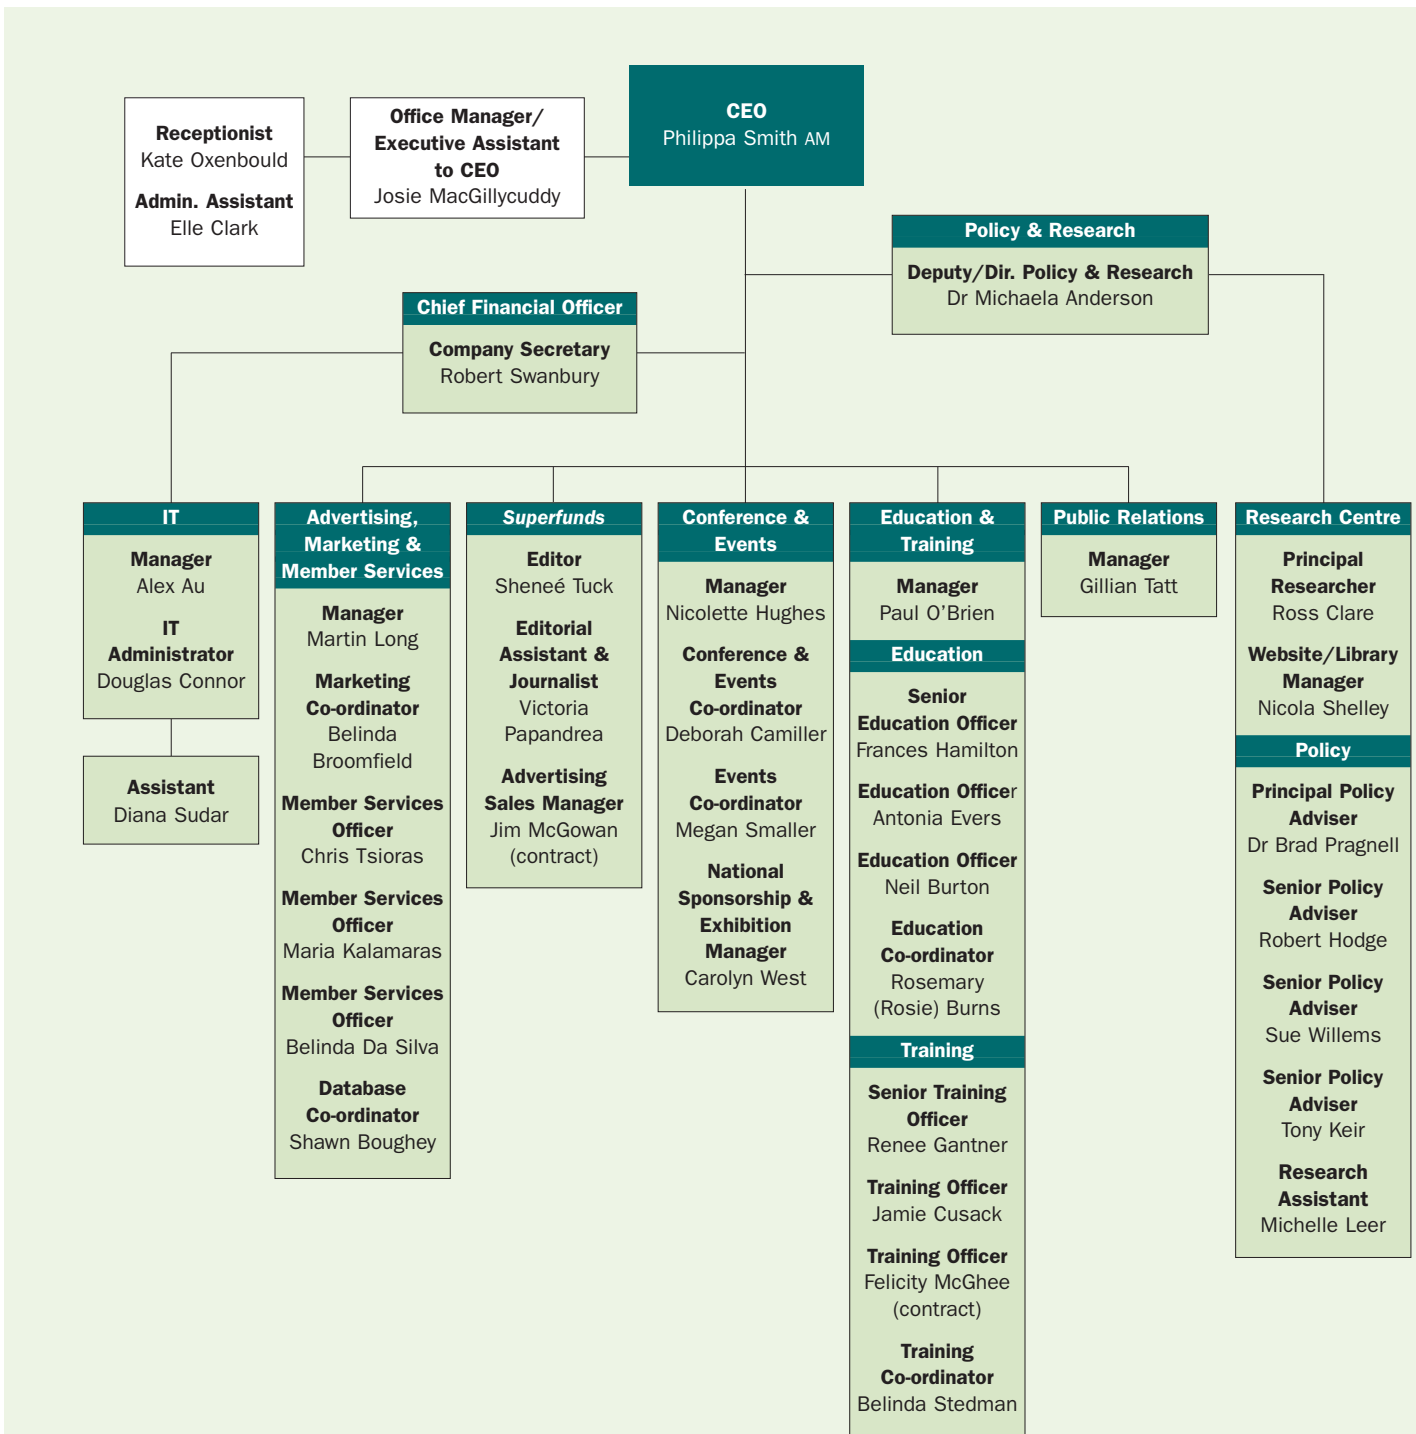 CEO
Philippa Smith AM
Office Manager/
Executive Assistant
to CEO
Josie MacGillycuddy
Receptionist
Kate Oxenbould
Admin. Assistant
Elle Clark
Policy & Research
Deputy/Dir. Policy & Research
Dr Michaela Anderson
Chief Financial Officer
Company Secretary
Robert Swanbury
IT
Manager
Alex Au
IT
Administrator
Douglas Connor
Assistant
Diana Sudar
Advertising,
Marketing &
Member Services
Manager
Martin Long
Marketing
Co-ordinator
Belinda
Broomfield
Member Services
Officer
Chris Tsioras
Member Services
Officer
Maria Kalamaras
Member Services
Officer
Belinda Da Silva
Database
Co-ordinator
Shawn Boughey
Superfunds
Editor
Sheneé Tuck
Editorial
Assistant &
Journalist
Victoria
Papandrea
Advertising
Sales Manager
Jim McGowan
(contract)
Conference &
Events
Manager
Nicolette Hughes
Conference &
Events
Co-ordinator
Deborah Camiller
Events
Co-ordinator
Megan Smaller
National
Sponsorship &
Exhibition
Manager
Carolyn West
Education &
Training
Manager
Paul O’Brien
Education
Senior
Education Officer
Frances Hamilton
Education Officer
Antonia Evers
Education Officer
Neil Burton
Education
Co-ordinator
Rosemary
(Rosie) Burns
Training
Senior Training
Officer
Renee Gantner
Training Officer
Jamie Cusack
Training Officer
Felicity McGhee
(contract)
Training
Co-ordinator
Belinda Stedman
Public Relations
Manager
Gillian Tatt
Research Centre
Principal
Researcher
Ross Clare
Website/Library
Manager
Nicola Shelley
Policy
Principal Policy
Adviser
Dr Brad Pragnell
Senior Policy
Adviser
Robert Hodge
Senior Policy
Adviser
Sue Willems
Senior Policy
Adviser
Tony Keir
Research
Assistant
Michelle Leer